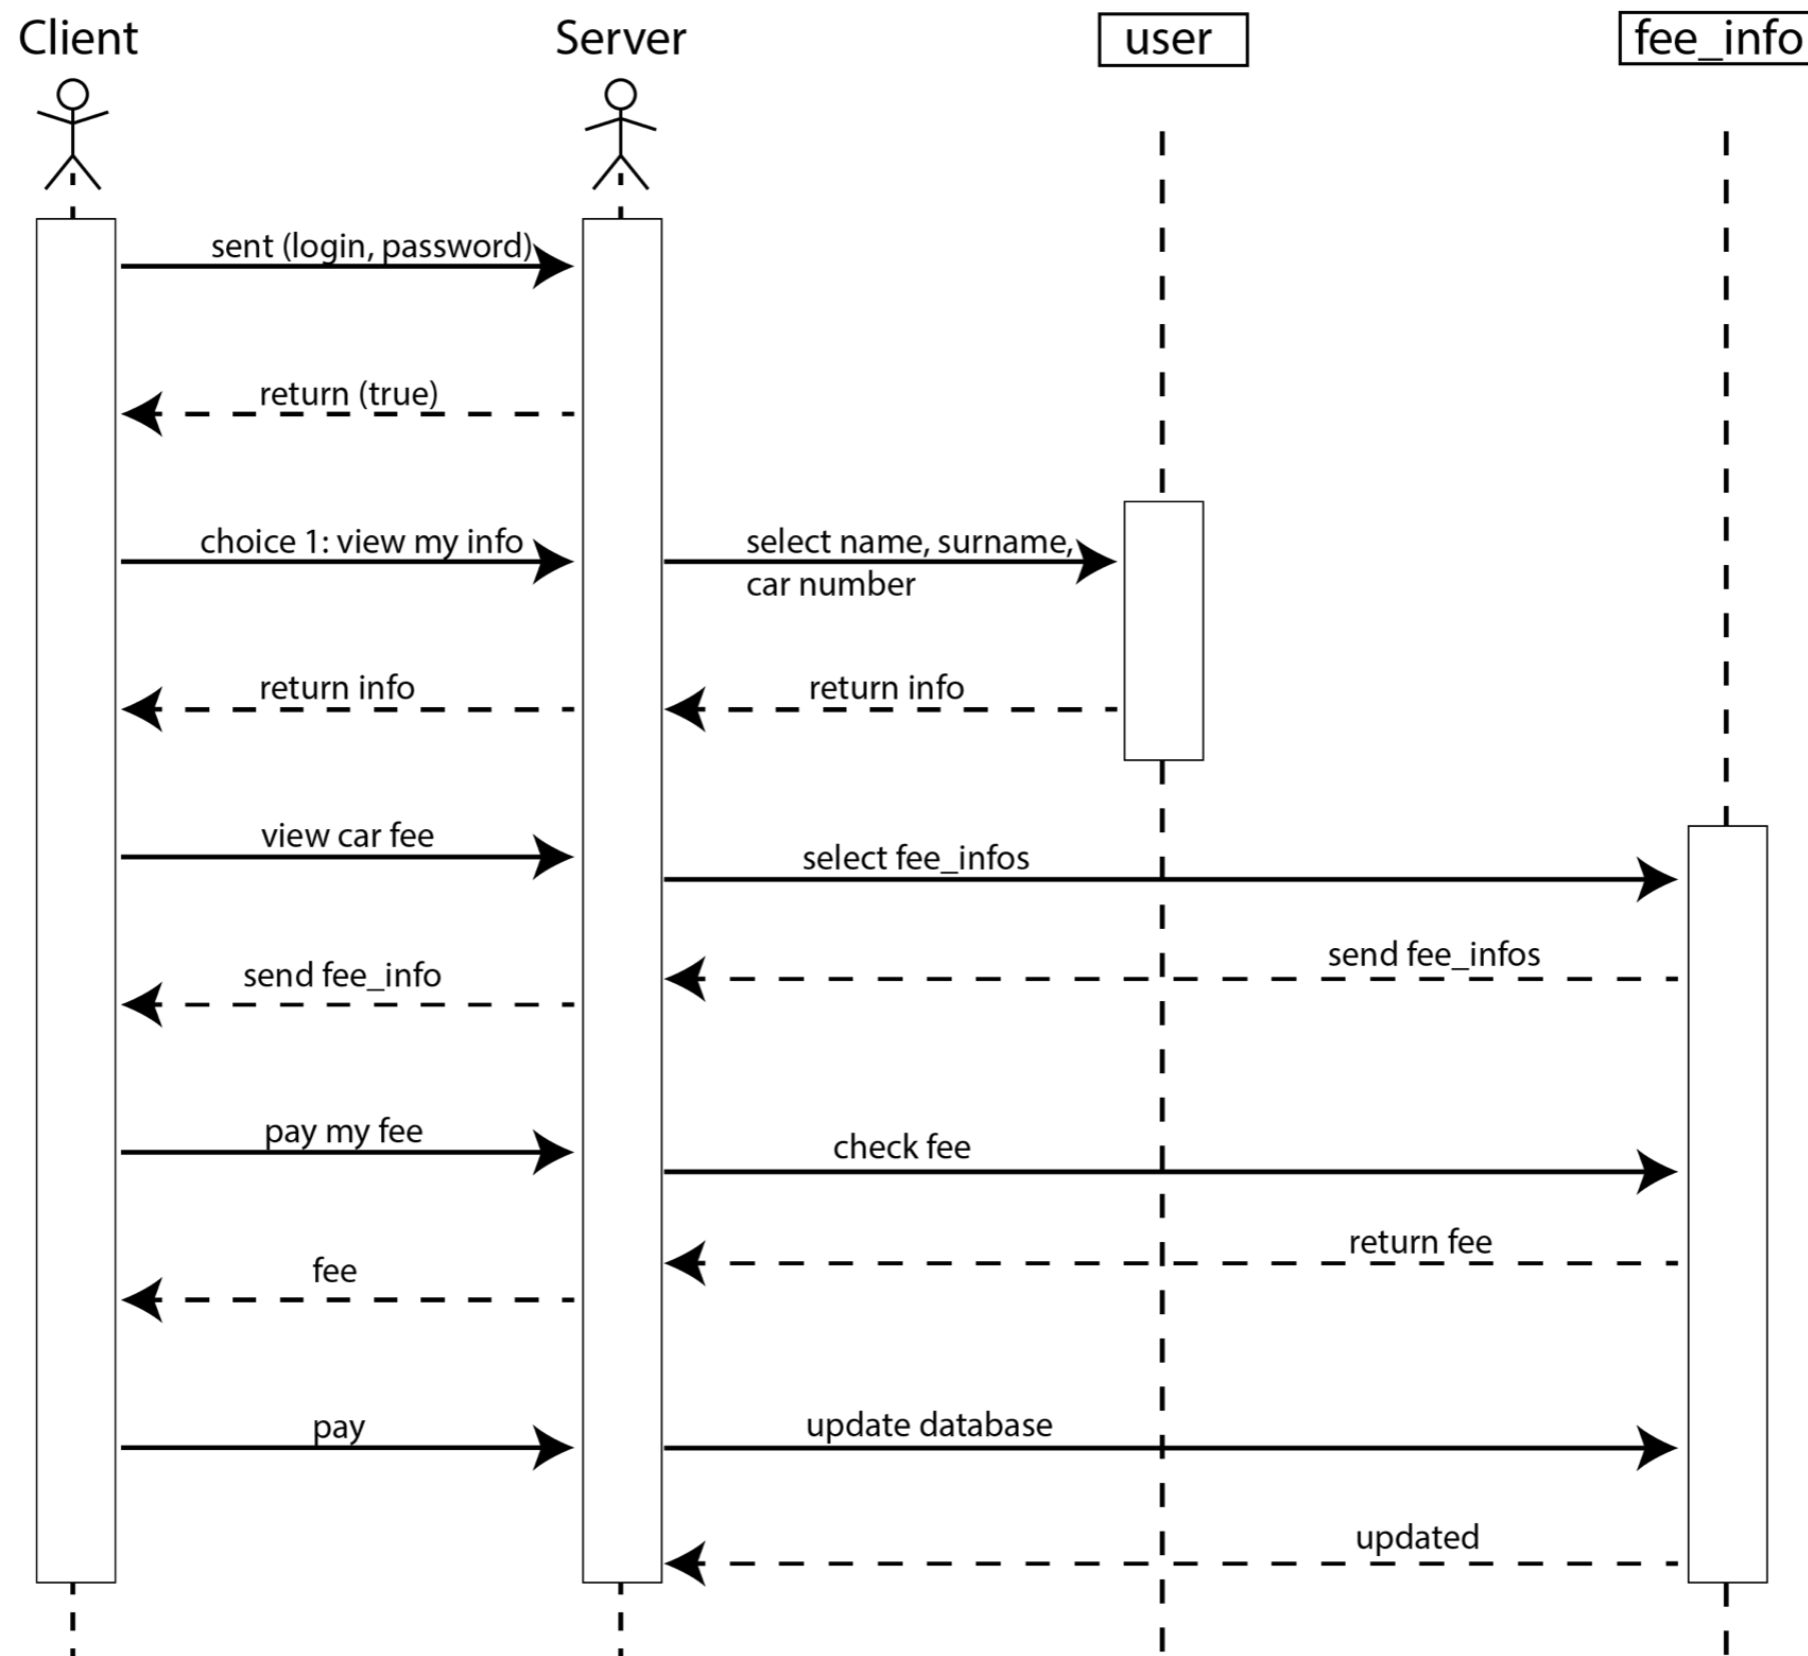 Client
Server
user
fee_info
sent (login, password)
return (true)
choice 1: view my info
select name, surname,
car number
return info
return info
view car fee
select fee_infos
send fee_infos
send fee_info
pay my fee
check fee
return fee
fee
pay
update database
updated